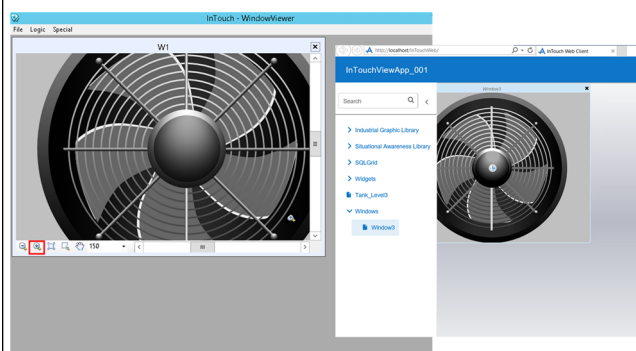 InTouch - WindowViewer
File Logic Special
W1
150
http://localhost/InTouchWeb/
InTouch Web Client
InTouchViewApp_001
Window3
Search
Industrial Graphic Library
Situational Awareness Library
SQLGrid
Widgets
Tank_Level3
Windows
Window3